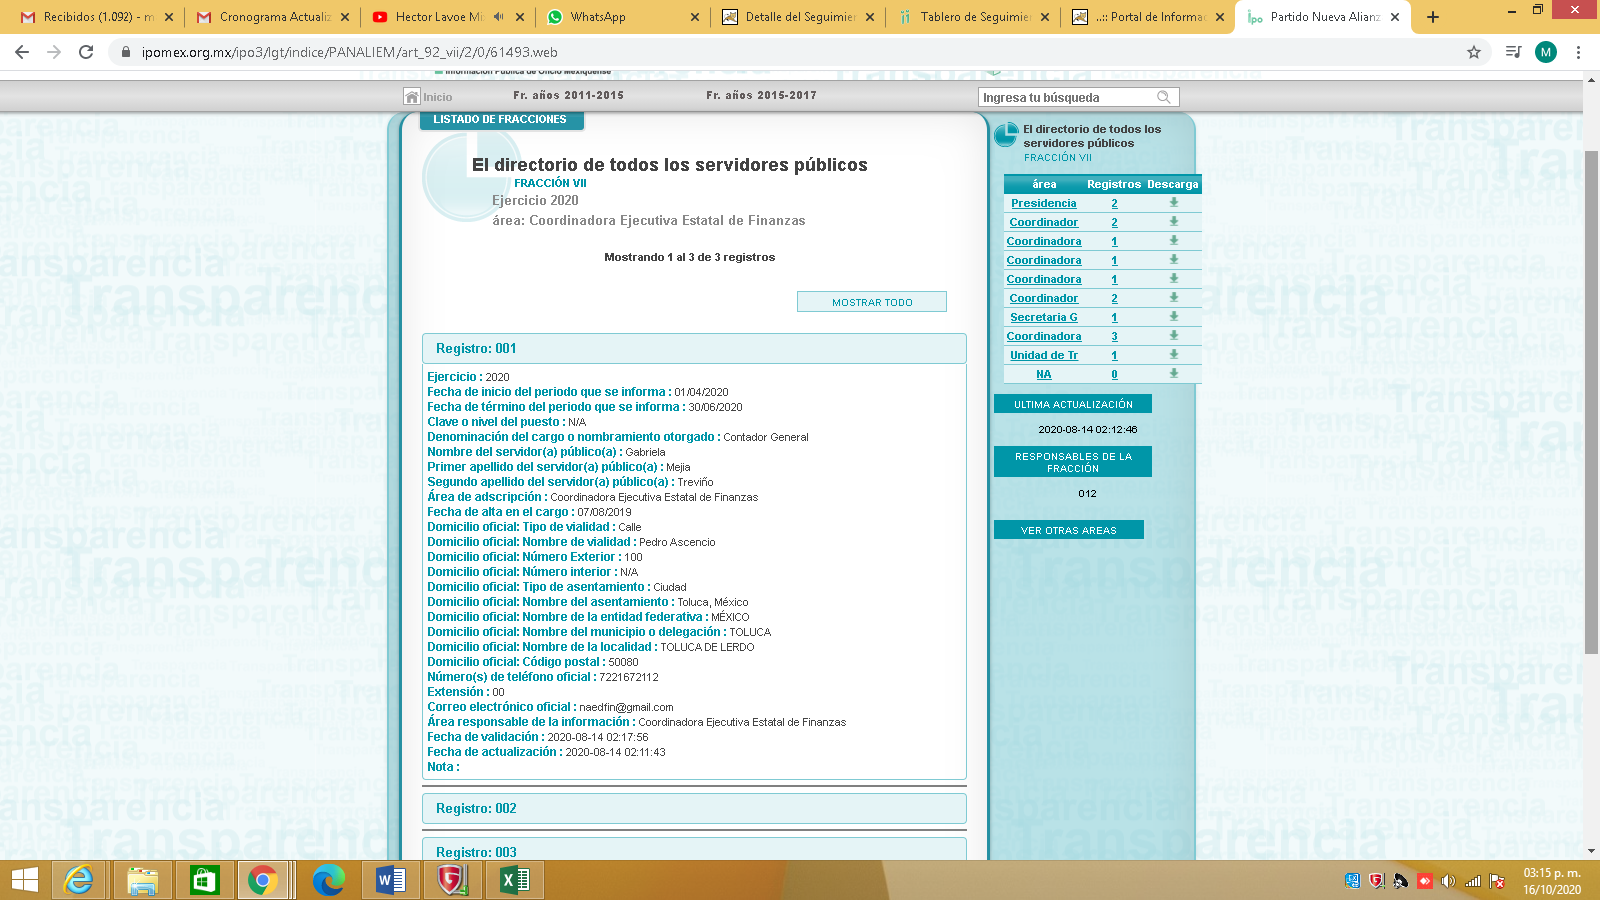 Recibidos (1.092) - m
Cronograma Actualiz
Hector Lavoe Mi
WhatsApp
Detalle del Seguimien
Tablero de Seguimie
..:: Portal de Informac
Partido Nueva Alianz
ipomex.org.mx/ipo3/lgt/indice/PANALIEM/art_92_vii/2/0/61493.web
M
Información Pública de Oficio Mexiquense
Inicio
Fr. años 2011-2015
Fr. años 2015-2017
Ingresa tu búsqueda
LISTADO DE FRACCIONES
El directorio de todos los servidores públicos
FRACCIÓN VII
Ejercicio 2020
área: Coordinadora Ejecutiva Estatal de Finanzas
Mostrando 1 al 3 de 3 registros
MOSTRAR TODO
Registro: 001
Ejercicio : 2020
Fecha de inicio del periodo que se informa : 01/04/2020
Fecha de término del periodo que se informa : 30/06/2020
Clave o nivel del puesto : N/A
Denominación del cargo o nombramiento otorgado : Contador General
Nombre del servidor(a) público(a) : Gabriela
Primer apellido del servidor(a) público(a) : Mejia
Segundo apellido del servidor(a) público(a) : Treviño
Área de adscripción : Coordinadora Ejecutiva Estatal de Finanzas
Fecha de alta en el cargo : 07/08/2019
Domicilio oficial: Tipo de vialidad : Calle
Domicilio oficial: Nombre de vialidad : Pedro Ascencio
Domicilio oficial: Número Exterior : 100
Domicilio oficial: Número interior : N/A
Domicilio oficial: Tipo de asentamiento : Ciudad
Domicilio oficial: Nombre del asentamiento : Toluca, México
Domicilio oficial: Nombre de la entidad federativa : MÉXICO
Domicilio oficial: Nombre del municipio o delegación : TOLUCA
Domicilio oficial: Nombre de la localidad : TOLUCA DE LERDO
Domicilio oficial: Código postal : 50080
Número(s) de teléfono oficial : 7221672112
Extensión : 00
Correo electrónico oficial : naedfin@gmail.com
Área responsable de la información : Coordinadora Ejecutiva Estatal de Finanzas
Fecha de validación : 2020-08-14 02:17:56
Fecha de actualización : 2020-08-14 02:11:43
Nota :
Registro: 002
Registro: 003
El directorio de todos los
servidores públicos
FRACCIÓN VII
área Registros Descarga
Presidencia 2
Coordinador 2
Coordinadora 1
Coordinadora 1
Coordinadora 1
Coordinador 2
Secretaria G 1
Coordinadora 3
Unidad de Tr 1
NA 0
ULTIMA ACTUALIZACIÓN
2020-08-14 02:12:46
RESPONSABLES DE LA
FRACCIÓN
012
VER OTRAS AREAS
03:15 p. m.
16/10/2020